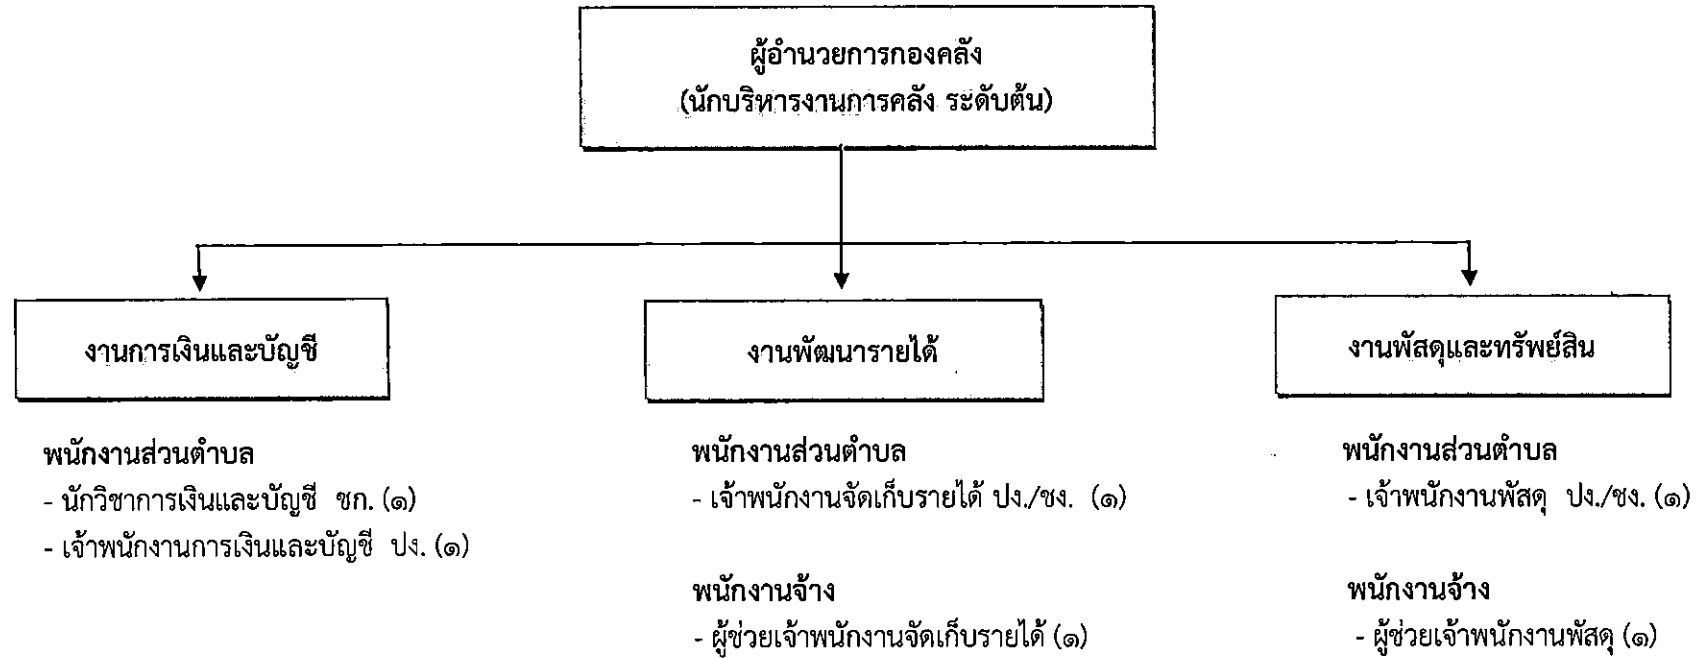 ผู้อำนวยการกองคลัง
(นักบริหารงานการคลัง ระดับต้น)
งานการเงินและบัญชี
พนักงานส่วนตำบล
- นักวิชาการเงินและบัญชี ชก. (๑)
- เจ้าพนักงานการเงินและบัญชี ปง. (๑)
งานพัฒนารายได้
พนักงานส่วนตำบล
- เจ้าพนักงานจัดเก็บรายได้ ปง./ชง. (๑)
พนักงานจ้าง
- ผู้ช่วยเจ้าพนักงานจัดเก็บรายได้ (๑)
งานพัสดุและทรัพย์สิน
พนักงานส่วนตำบล
- เจ้าพนักงานพัสดุ ปง./ชง. (๑)
พนักงานจ้าง
- ผู้ช่วยเจ้าพนักงานพัสดุ (๑)